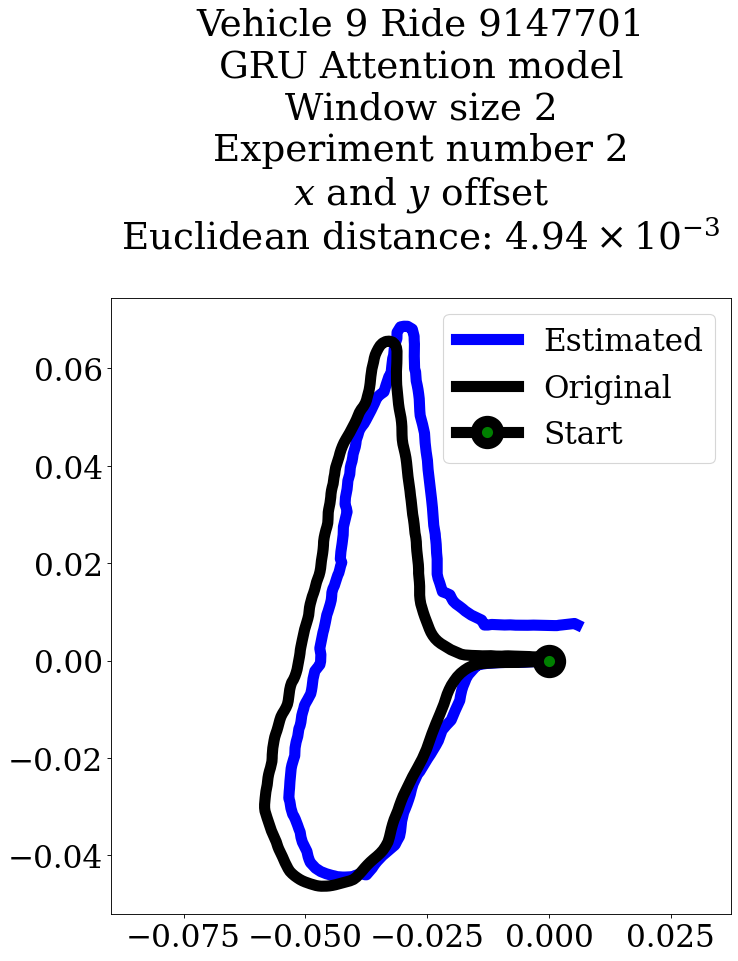 Vehicle 9 Ride 9147701
GRU Attention model
Window size 2
Experiment number 2
x and y offset
Euclidean distance: 4.94 × 10⁻³
Estimated
Original
Start
0.06
0.04
0.02
0.00
−0.02
−0.04
−0.075 −0.050 −0.025 0.000 0.025